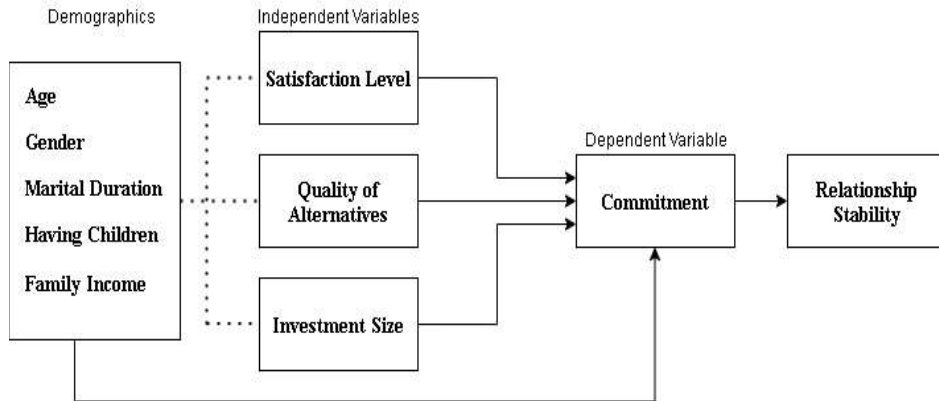 Demographics
Independent Variables
Age
Gender
Marital Duration
Having Children
Family Income
Satisfaction Level
Quality of
Alternatives
Investment Size
Dependent Variable
Commitment
Relationship
Stability